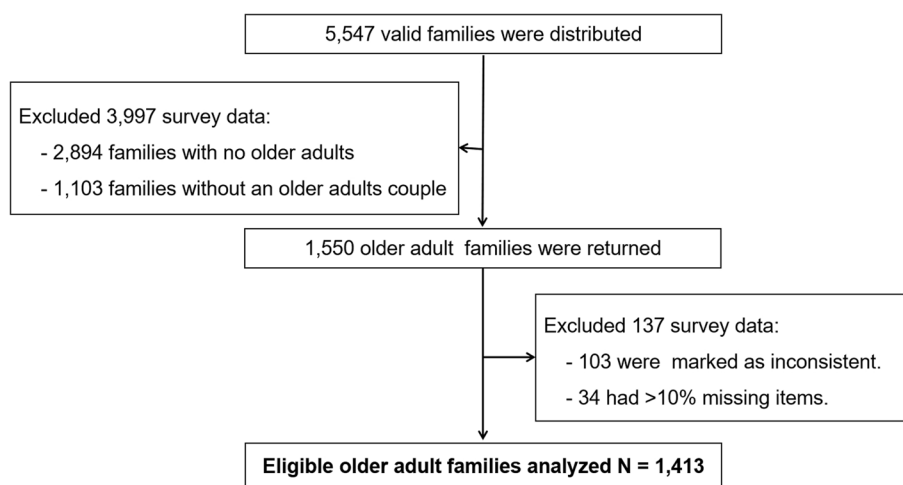 5,547 valid families were distributed
Excluded 3,997 survey data:
- 2,894 families with no older adults
- 1,103 families without an older adults couple
1,550 older adult  families were returned
Excluded 137 survey data:
- 103 were  marked as inconsistent.
- 34 had >10% missing items.
Eligible older adult families analyzed N = 1,413